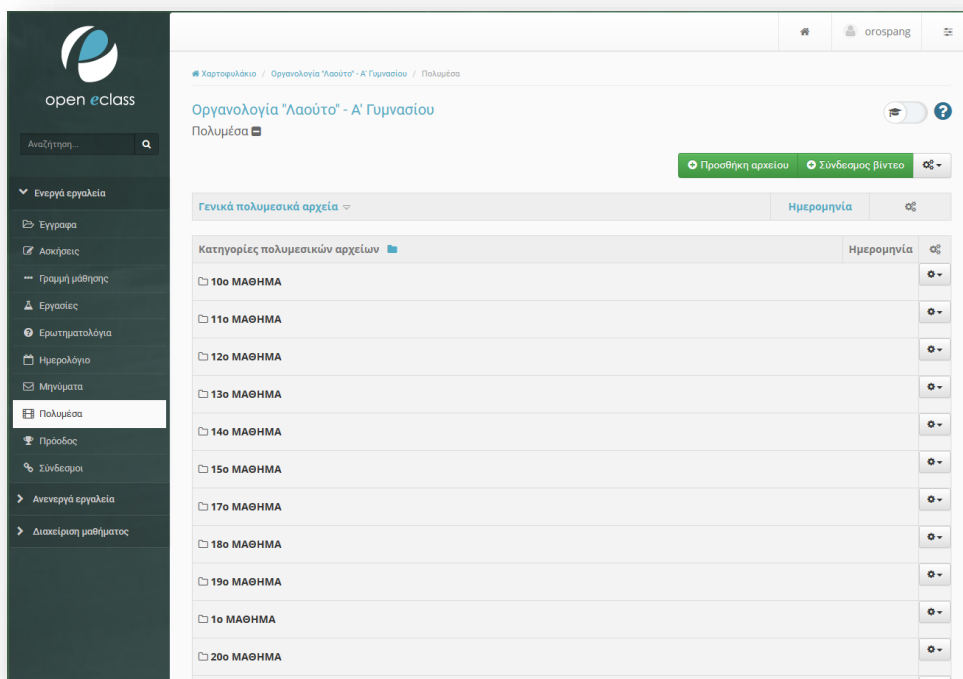 open eclass
Αναζήτηση...
Ενεργά εργαλεία
Έγγραφα
Ασκήσεις
Γραμμή μάθησης
Εργασίες
Ερωτηματολόγια
Ημερολόγιο
Μηνύματα
Πολυμέσα
Πρόοδος
Σύνδεσμοι
Ανενεργά εργαλεία
Διαχείριση μαθήματος
orospang
Χαρτοφυλάκιο / Οργανολογία "Λαούτο" - Α' Γυμνασίου / Πολυμέσα
Οργανολογία "Λαούτο" - Α' Γυμνασίου
Πολυμέσα
Προσθήκη αρχείου Σύνδεσμος βίντεο
Γενικά πολυμεσικά αρχεία Ημερομηνία
Κατηγορίες πολυμεσικών αρχείων Ημερομηνία
10ο ΜΑΘΗΜΑ
11ο ΜΑΘΗΜΑ
12ο ΜΑΘΗΜΑ
13ο ΜΑΘΗΜΑ
14ο ΜΑΘΗΜΑ
15ο ΜΑΘΗΜΑ
17ο ΜΑΘΗΜΑ
18ο ΜΑΘΗΜΑ
19ο ΜΑΘΗΜΑ
1ο ΜΑΘΗΜΑ
20ο ΜΑΘΗΜΑ